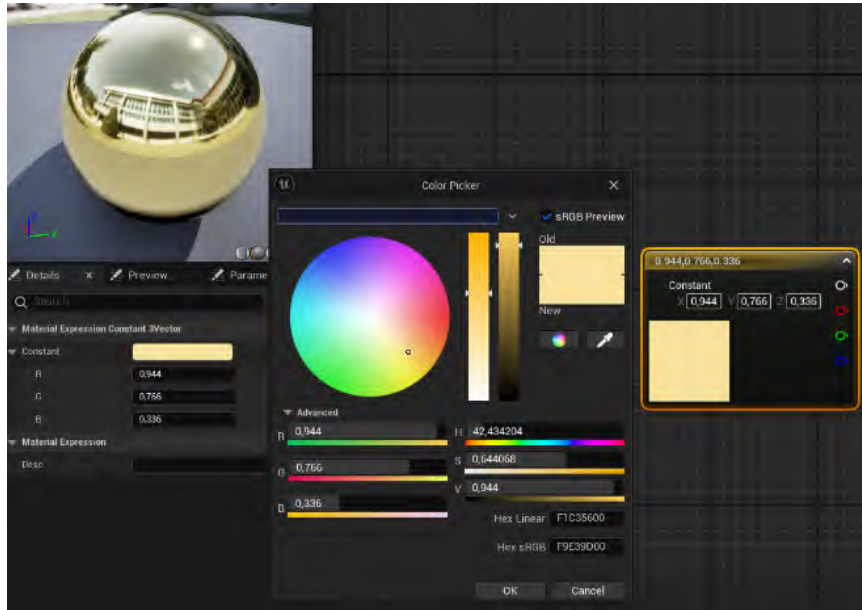 Color Picker
sRGB Preview
Old
New
Details
Preview
Parame
Search
Material Expression Constant 3Vector
Constant
R 0,944
G 0,766
B 0,336
Material Expression
Desc
Advanced
R 0,944
G 0,766
B 0,336
H 42,434204
S 0,644068
V 0,944
Hex Linear F1C35600
Hex sRGB F9E39D00
OK Cancel
0.944,0.766,0.336
Constant
X 0,944 Y 0,766 Z 0,336